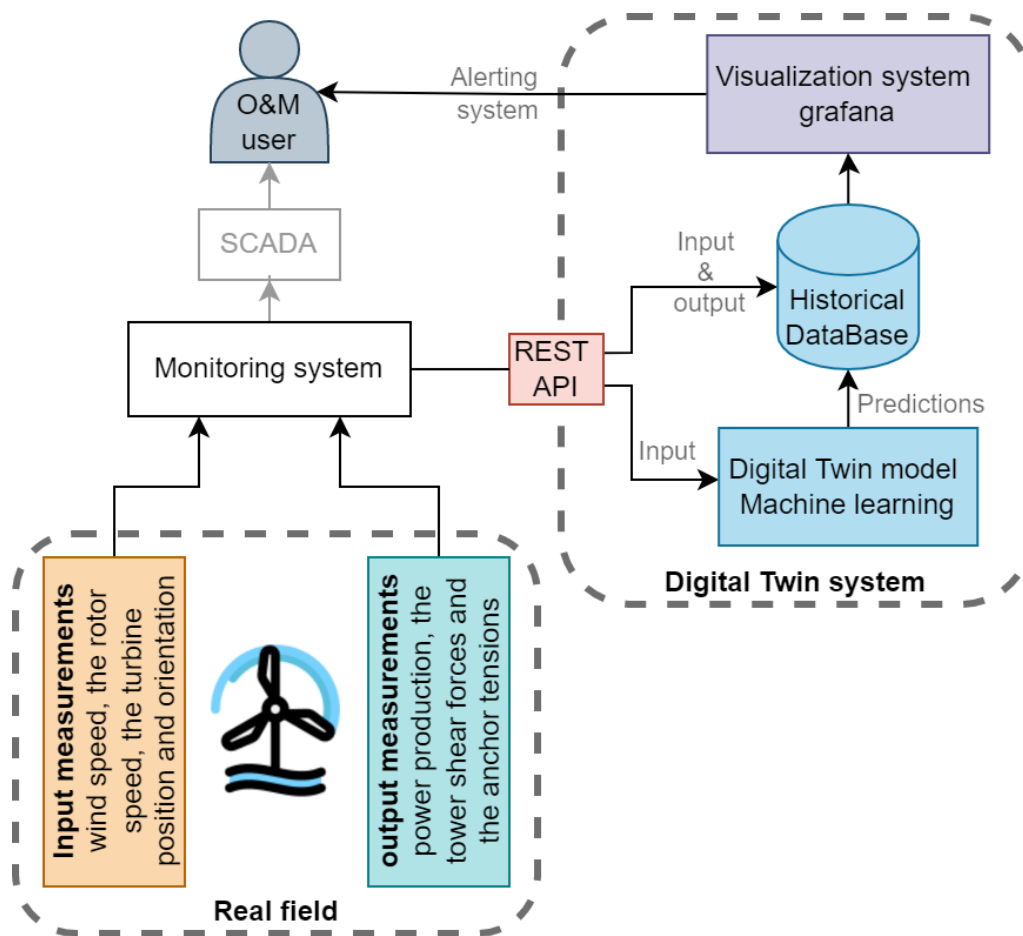 O&M
user
Alerting
system
Visualization system
grafana
SCADA
Input
&
output
Historical
DataBase
Monitoring system
REST
API
Predictions
Input
Digital Twin model
Machine learning
Digital Twin system
Input measurements
wind speed, the rotor
speed, the turbine
position and orientation
output measurements
power production, the
tower shear forces and
the anchor tensions
Real field